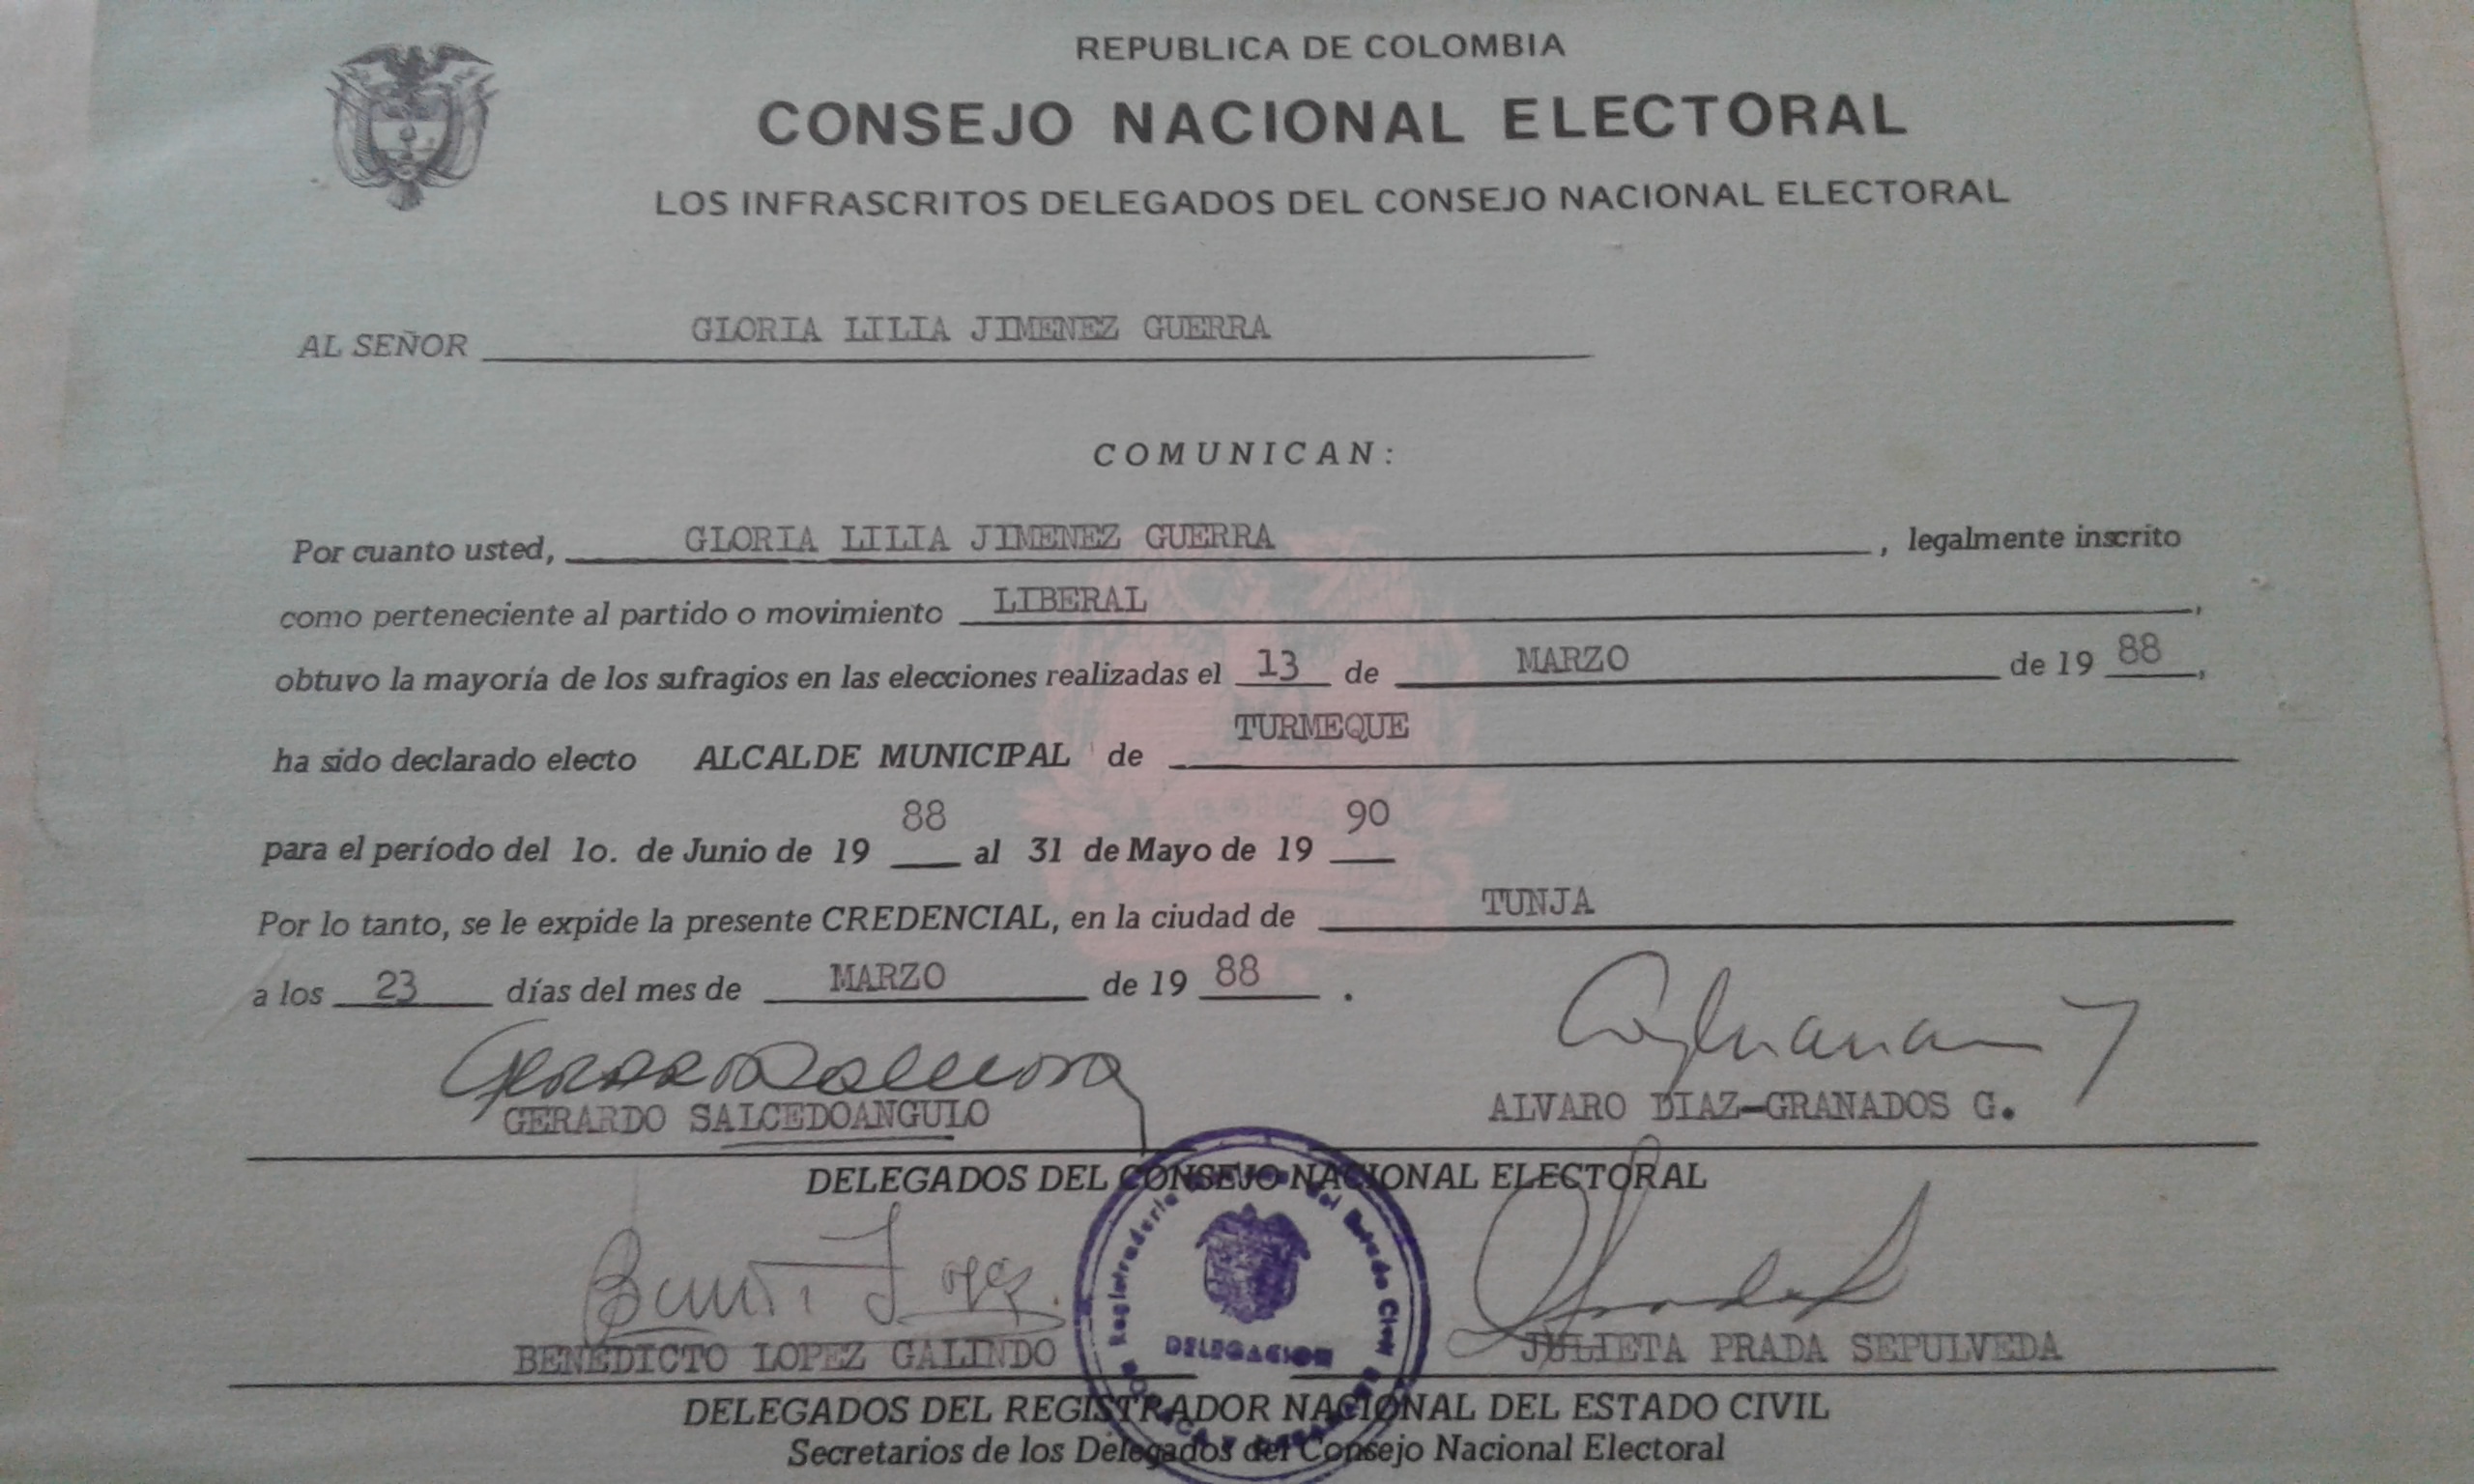 REPUBLICA DE COLOMBIA
CONSEJO NACIONAL ELECTORAL
LOS INFRASCRITOS DELEGADOS DEL CONSEJO NACIONAL ELECTORAL
AL SEÑOR GLORIA LILIA JIMENEZ GUERRA
COMUNICAN:
Por cuanto usted, GLORIA LILIA JIMENEZ GUERRA, legalmente inscrito
como perteneciente al partido o movimiento LIBERAL,
obtuvo la mayoría de los sufragios en las elecciones realizadas el 13 de MARZO de 19 88,
ha sido declarado electo ALCALDE MUNICIPAL de TURMEQUE
para el período del 1o. de Junio de 19 88 al 31 de Mayo de 19 90
Por lo tanto, se le expide la presente CREDENCIAL, en la ciudad de TUNJA
a los 23 días del mes de MARZO de 19 88.
GERARDO SALCEDOANGULO ALVARO DIAZ-GRANADOS G.
DELEGADOS DEL CONSEJO NACIONAL ELECTORAL
Registraduria del Estado Civil
DELEGACION
BENEDICTO LOPEZ GALINDO JULIETA PRADA SEPULVEDA
DELEGADOS DEL REGISTRADOR NACIONAL DEL ESTADO CIVIL
Secretarios de los Delegados del Consejo Nacional Electoral